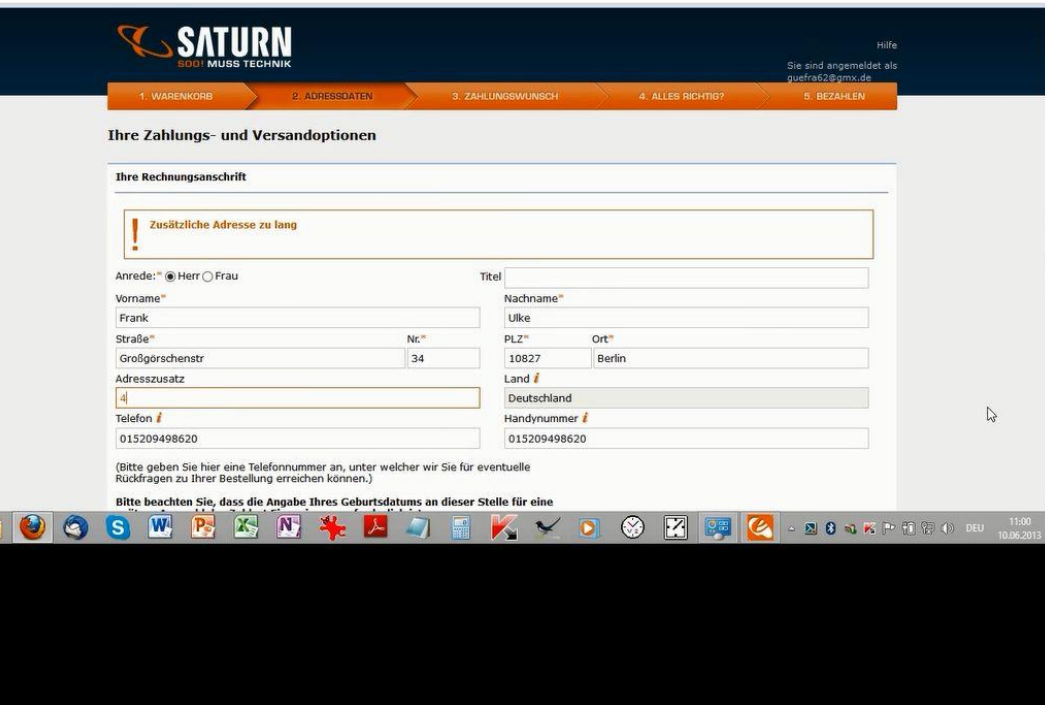 SATURN
SOO! MUSS TECHNIK
Hilfe
Sie sind angemeldet als
guefra62@gmx.de
1. WARENKORB 2. ADRESSDATEN 3. ZAHLUNGSWUNSCH 4. ALLES RICHTIG? 5. BEZAHLEN
Ihre Zahlungs- und Versandoptionen
Ihre Rechnungsanschrift
! Zusätzliche Adresse zu lang
Anrede:* Herr Frau Titel
Vorname* Nachname*
Frank Ulke
Straße* Nr.* PLZ* Ort*
Großgörschenstr 34 10827 Berlin
Adresszusatz Land i
4 Deutschland
Telefon i Handynummer i
015209498620 015209498620
(Bitte geben Sie hier eine Telefonnummer an, unter welcher wir Sie für eventuelle
Rückfragen zu Ihrer Bestellung erreichen können.)
Bitte beachten Sie, dass die Angabe Ihres Geburtsdatums an dieser Stelle für eine
DEU 11:00
10.06.2013